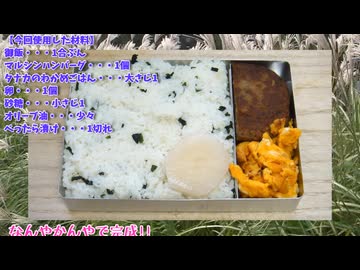 【今回使用した材料】
御飯・・・1合ぶん
マルシンハンバーグ・・・1個
タナカのわかめごはん・・・大さじ1
卵・・・1個
砂糖・・・小さじ1
オリーブ油・・・少々
べったら漬け・・・1切れ
なんやかんやで完成!!